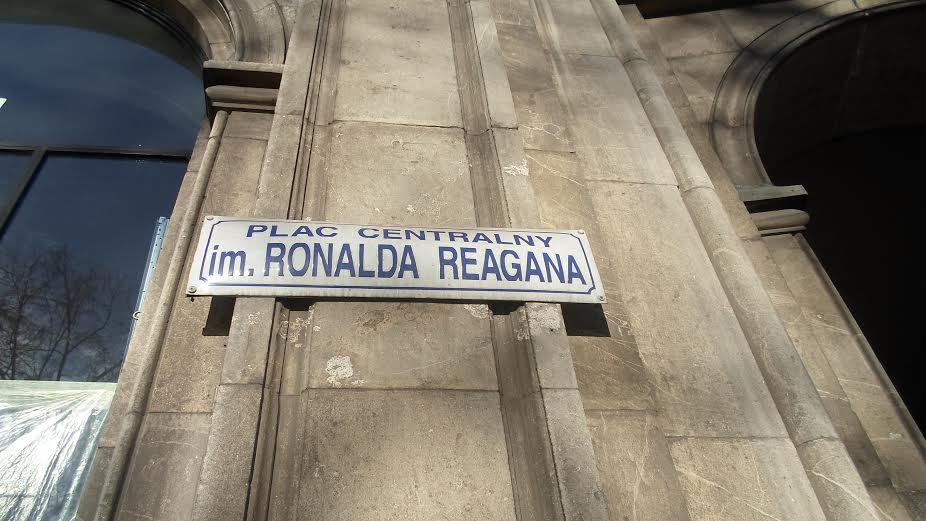 PLAC CENTRALNY
im. RONALDA REAGANA